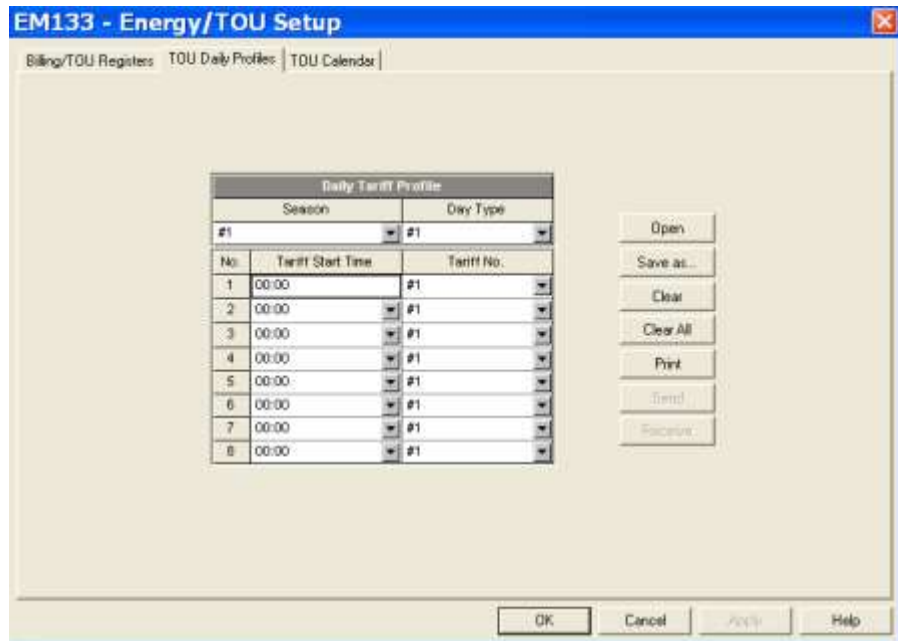 EM133 - Energy/TOU Setup
Billing/TOU Registers TOU Daily Profiles TOU Calendar
Daily Tariff Profile
Season Day Type
#1 #1
No. Tariff Start Time Tariff No.
1 00:00 #1
2 00:00 #1
3 00:00 #1
4 00:00 #1
5 00:00 #1
6 00:00 #1
7 00:00 #1
8 00:00 #1
Open
Save as...
Clear
Clear All
Print
Send
Receive
OK Cancel Apply Help